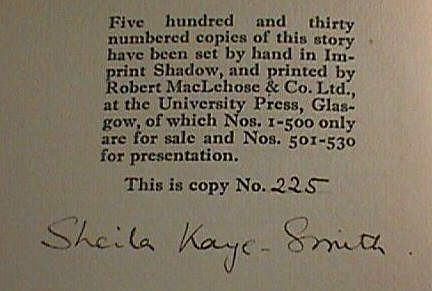 Five hundred and thirty
numbered copies of this story
have been set by hand in Im-
print Shadow, and printed by
Robert MacLehose & Co. Ltd.,
at the University Press, Glas-
gow, of which Nos. 1-500 only
are for sale and Nos. 501-530
for presentation.
This is copy No. 225
Sheila Kaye-Smith.